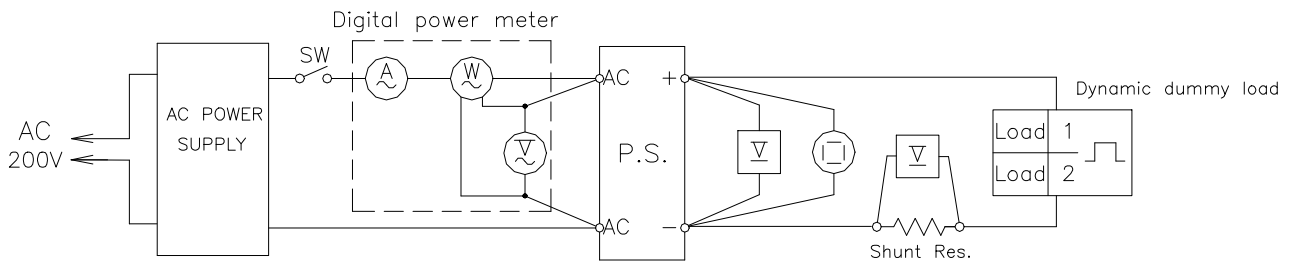 Digital power meter
SW
A
W
AC
+
Dynamic dummy load
AC POWER
SUPPLY
AC
200V
V
P.S.
V
V
Load 1
Load 2
AC
−
Shunt Res.